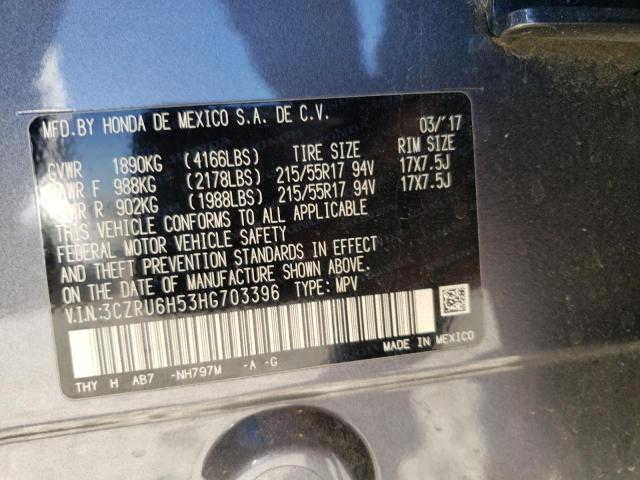 MFD.BY HONDA DE MEXICO S.A. DE C.V. 03/'17
GVWR 1890KG (4166LBS) TIRE SIZE RIM SIZE
GAWR F 988KG (2178LBS) 215/55R17 94V 17X7.5J
GAWR R 902KG (1988LBS) 215/55R17 94V 17X7.5J
THIS VEHICLE CONFORMS TO ALL APPLICABLE
FEDERAL MOTOR VEHICLE SAFETY
AND THEFT PREVENTION STANDARDS IN EFFECT
ON THE DATE OF MANUFACTURE SHOWN ABOVE.
V.I.N.:3CZRU6H53HG703396 TYPE: MPV
THY H AB7 -NH797M -A -G MADE IN MEXICO